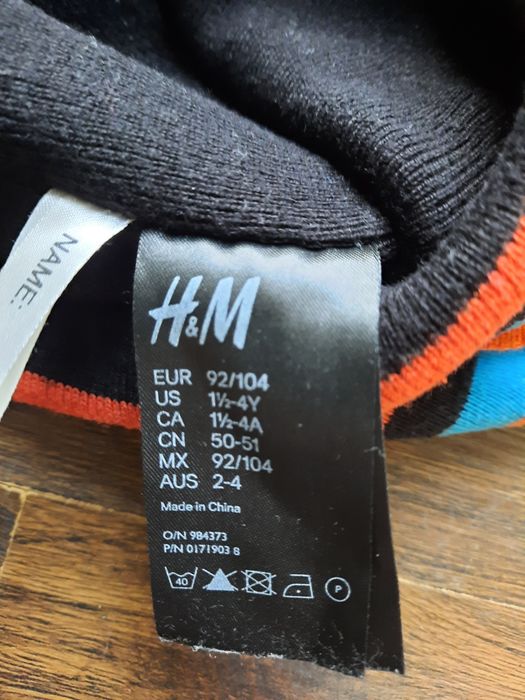 NAME:
H&M
EUR 92/104
US 1½-4Y
CA 1½-4A
CN 50-51
MX 92/104
AUS 2-4
Made in China
O/N 984373
P/N 0171903 8
40
P